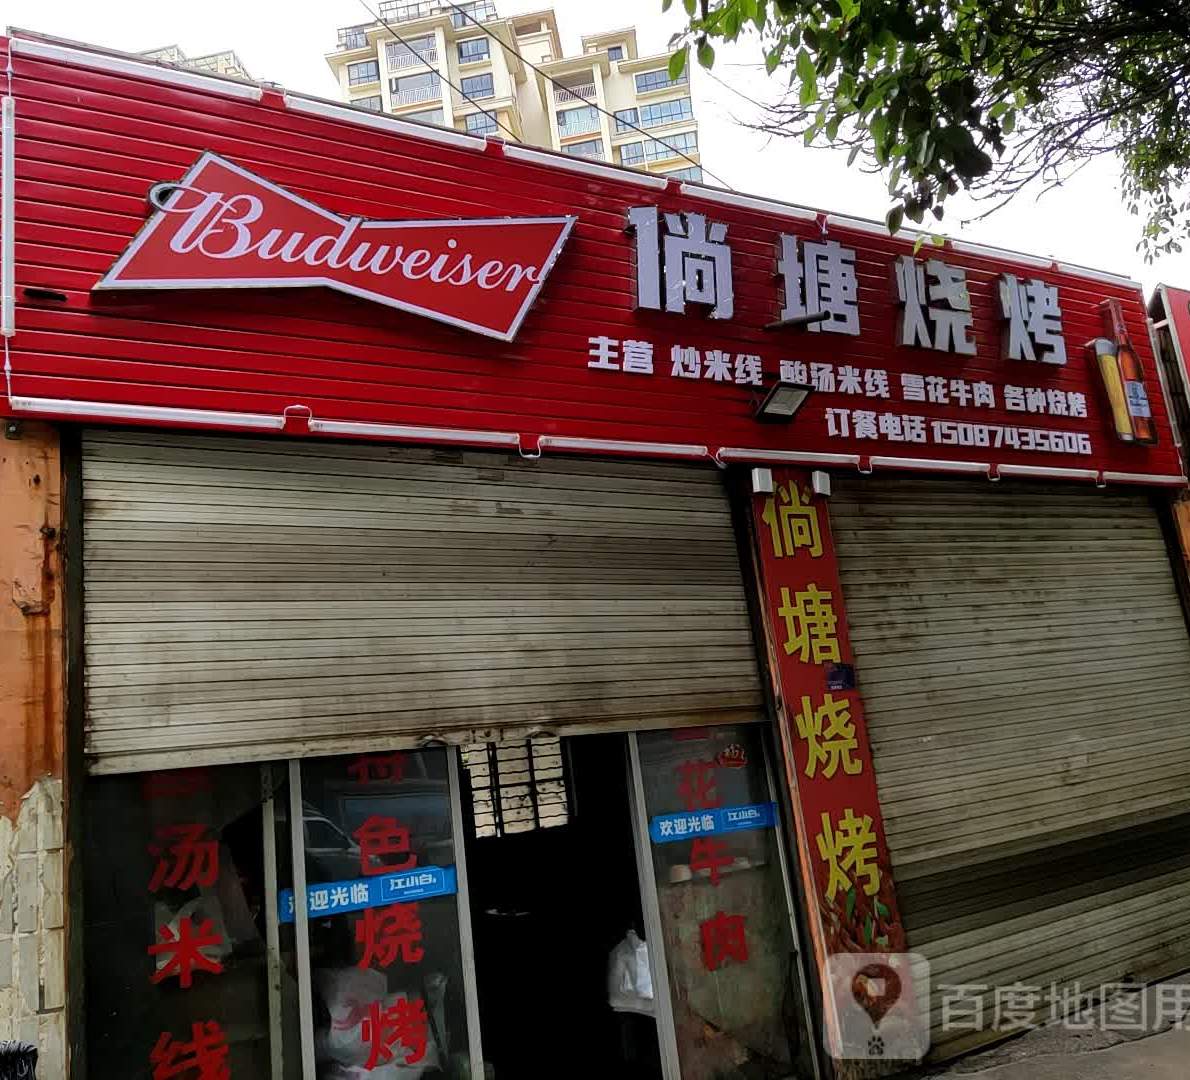 Budweiser
倘塘烧烤
主营 炒米线 酸汤米线 雪花牛肉 各种烧烤
订餐电话 15087435606
倘塘烧烤
汤米线
特色烧烤
花牛肉
欢迎光临 江小白
迎光临 江小白
百度地图用